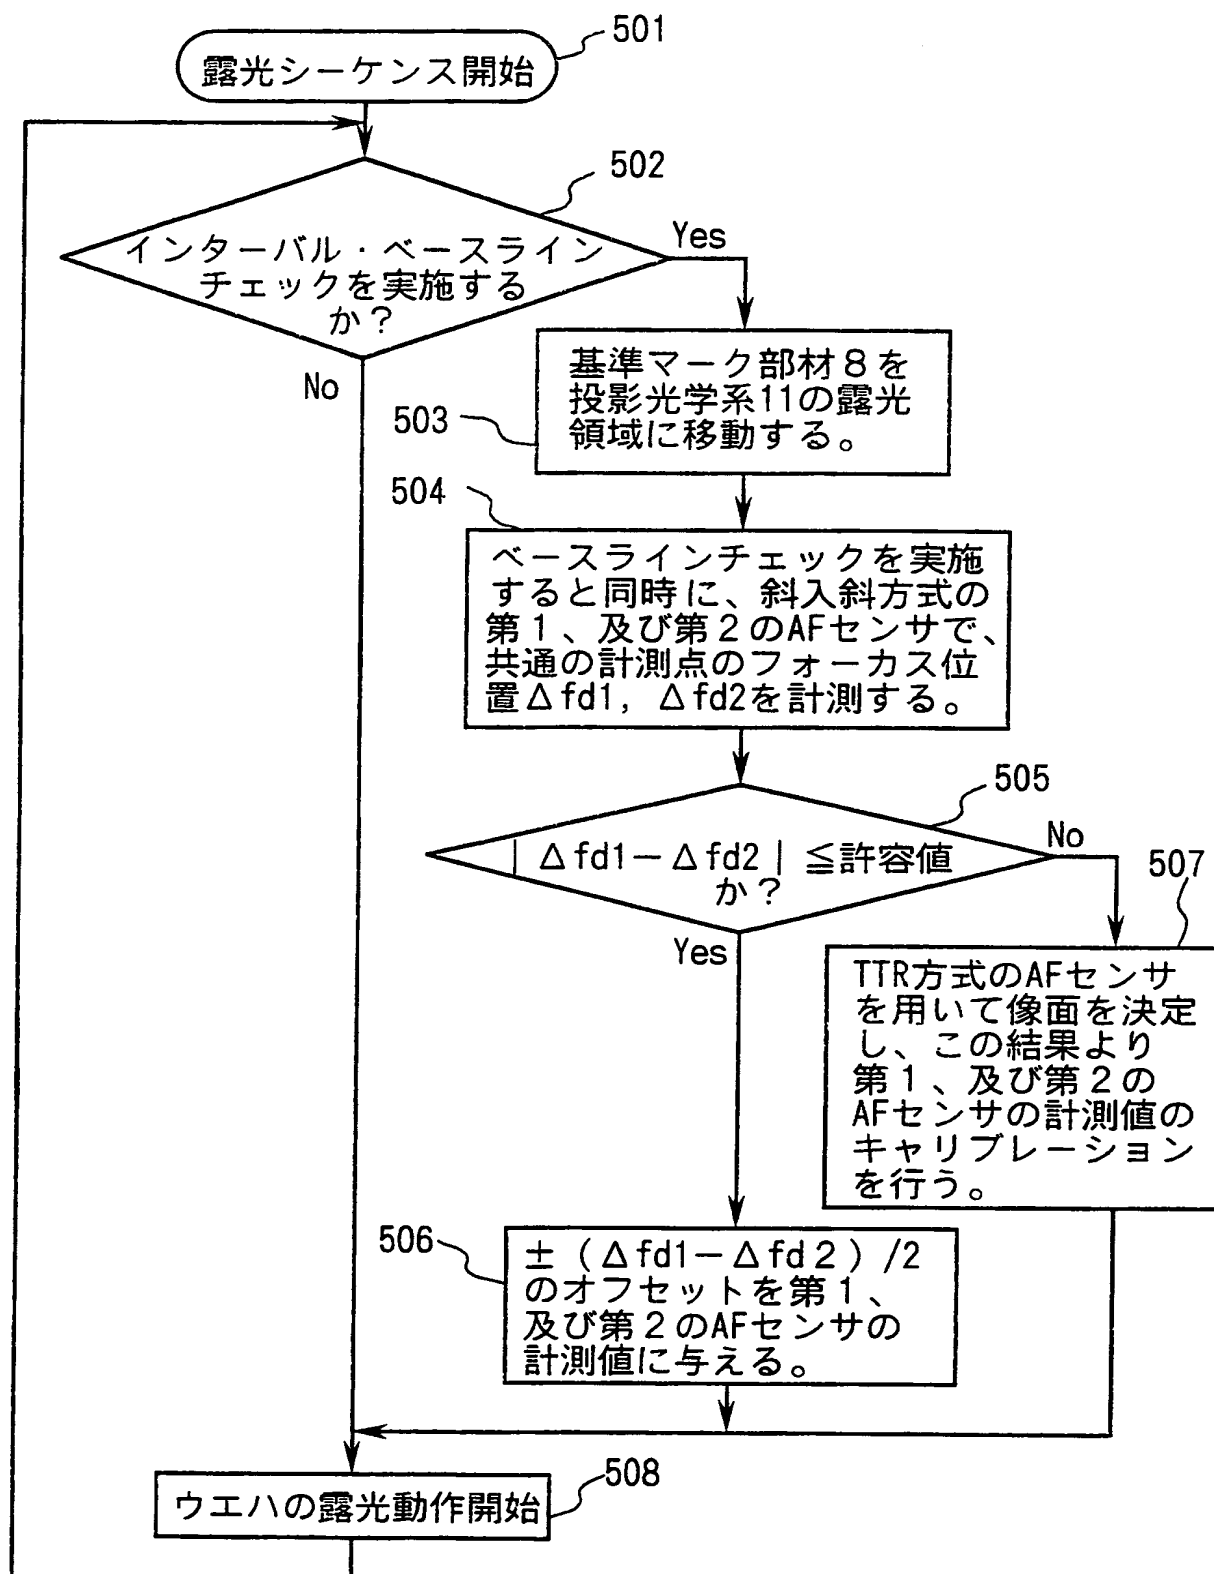 501
露光シーケンス開始
502
インターバル・ベースライン
チェックを実施する
か？
Yes
No
基準マーク部材８を
投影光学系11の露光
領域に移動する。
503
504
ベースラインチェックを実施
すると同時に、斜入斜方式の
第１、及び第２のAFセンサで、
共通の計測点のフォーカス位
置Δfd1, Δfd2を計測する。
505
｜Δfd1－Δfd2｜≦許容値
か？
No
Yes
507
TTR方式のAFセンサ
を用いて像面を決定
し、この結果より
第１、及び第２の
AFセンサの計測値の
キャリブレーション
を行う。
506
±（Δfd1－Δfd２）/2
のオフセットを第１、
及び第２のAFセンサの
計測値に与える。
508
ウエハの露光動作開始